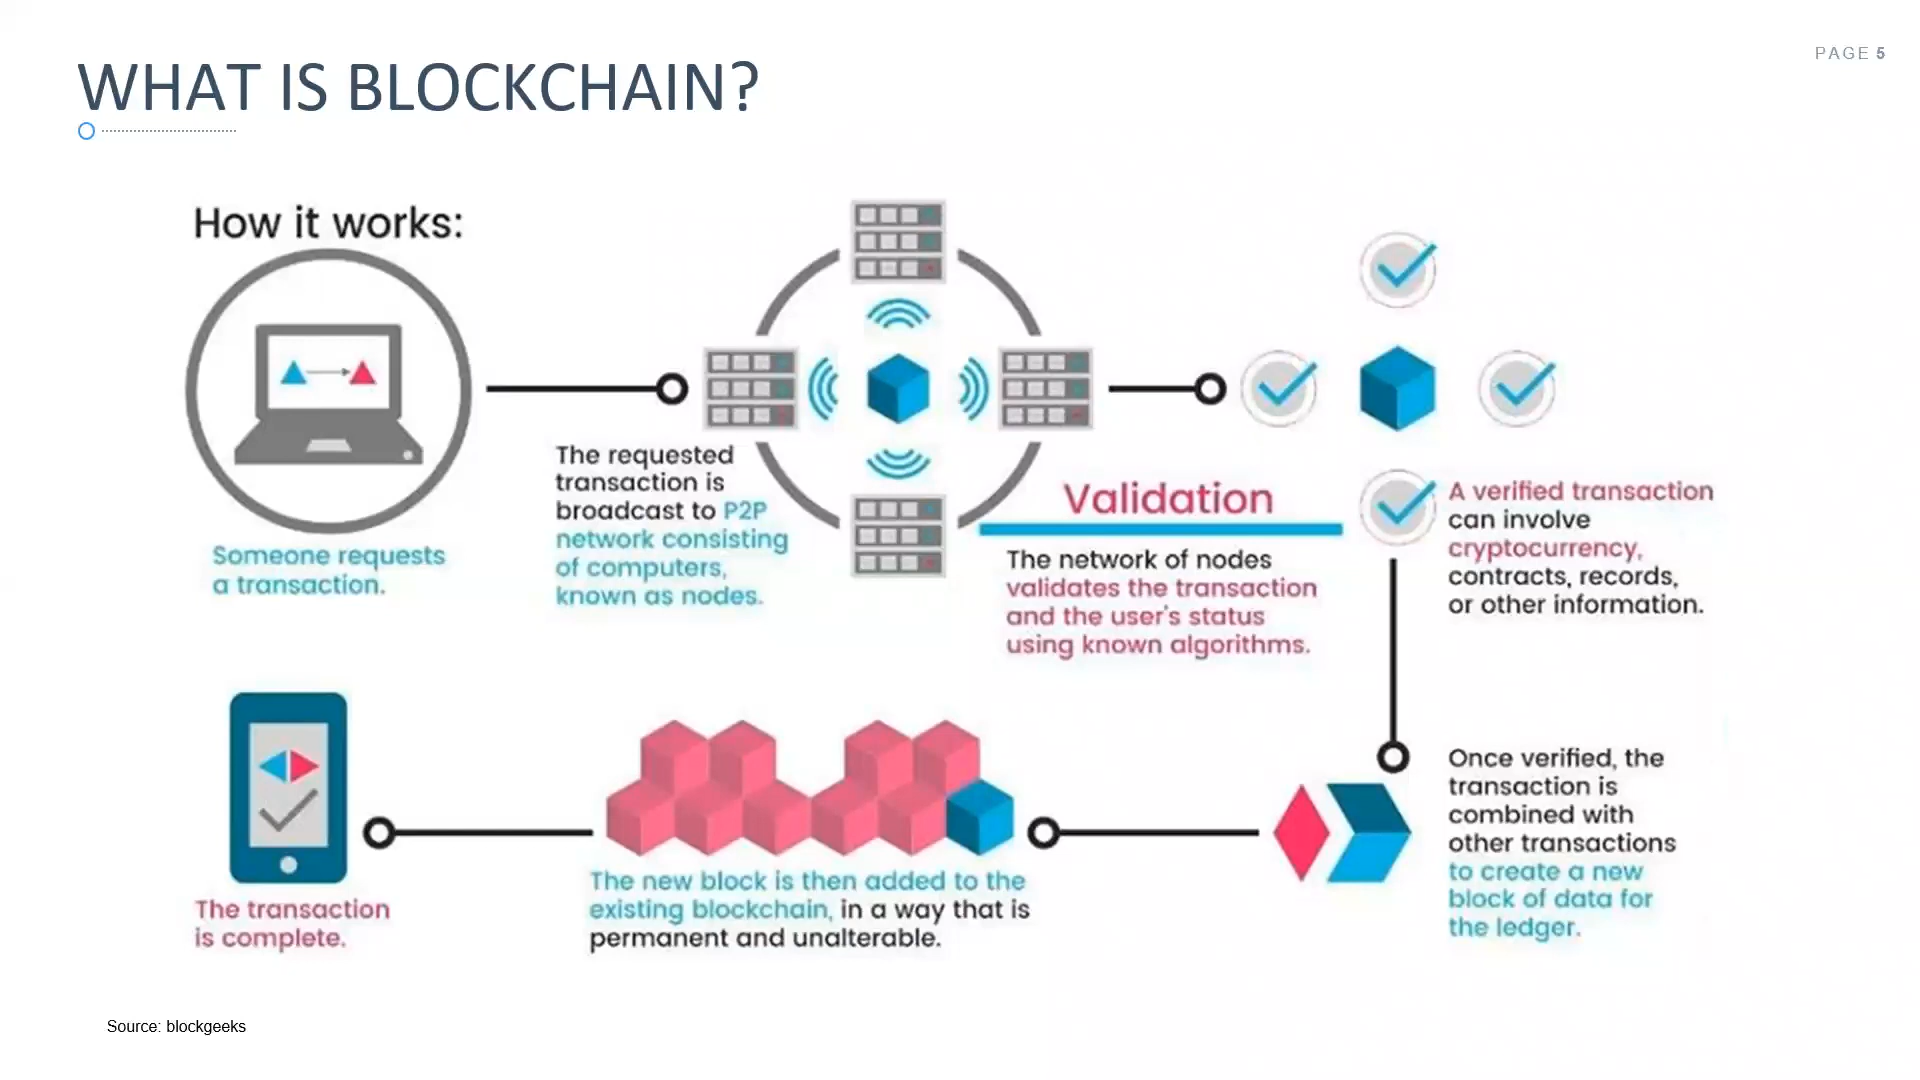 WHAT IS BLOCKCHAIN?
PAGE 5
How it works:
Someone requests
a transaction.
The requested
transaction is
broadcast to P2P
network consisting
of computers,
known as nodes.
Validation
The network of nodes
validates the transaction
and the user's status
using known algorithms.
A verified transaction
can involve
cryptocurrency,
contracts, records,
or other information.
Once verified, the
transaction is
combined with
other transactions
to create a new
block of data for
the ledger.
The new block is then added to the
existing blockchain, in a way that is
permanent and unalterable.
The transaction
is complete.
Source: blockgeeks